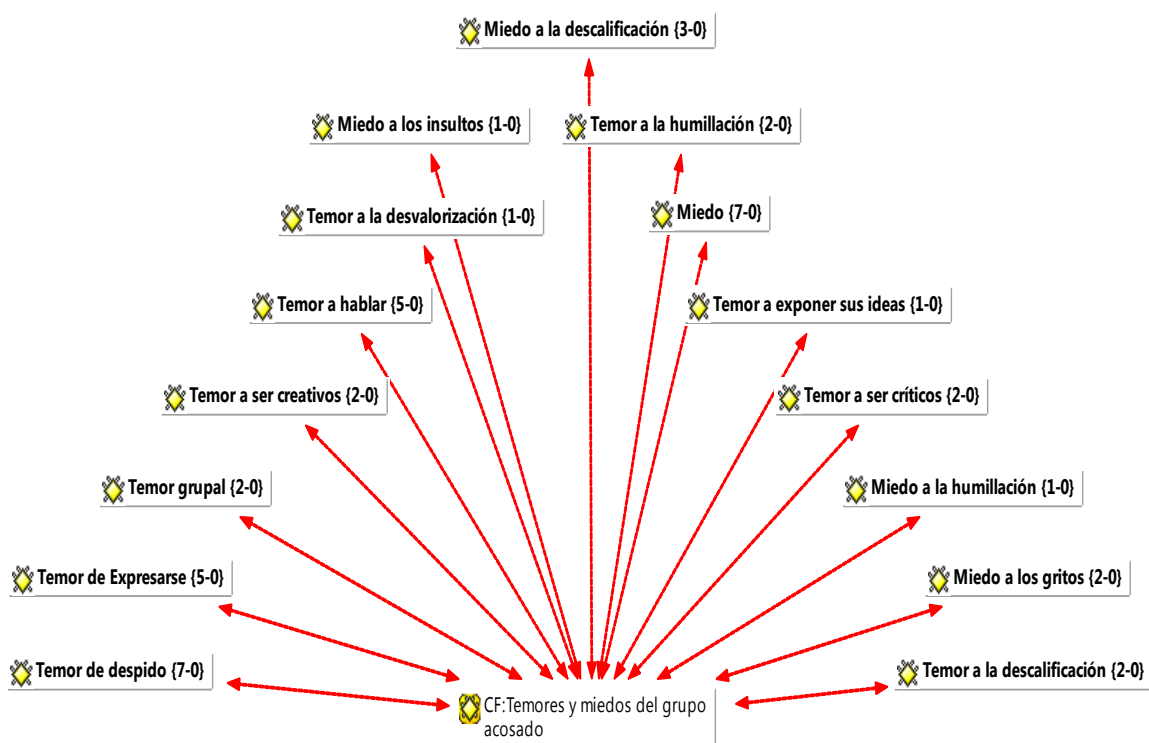 Miedo a la descalificación {3-0}
Miedo a los insultos {1-0}
Temor a la humillación {2-0}
Temor a la desvalorización {1-0}
Miedo {7-0}
Temor a hablar {5-0}
Temor a exponer sus ideas {1-0}
Temor a ser creativos {2-0}
Temor a ser críticos {2-0}
Temor grupal {2-0}
Miedo a la humillación {1-0}
Temor de Expresarse {5-0}
Miedo a los gritos {2-0}
Temor de despido {7-0}
Temor a la descalificación {2-0}
CF:Temores y miedos del grupo
acosado